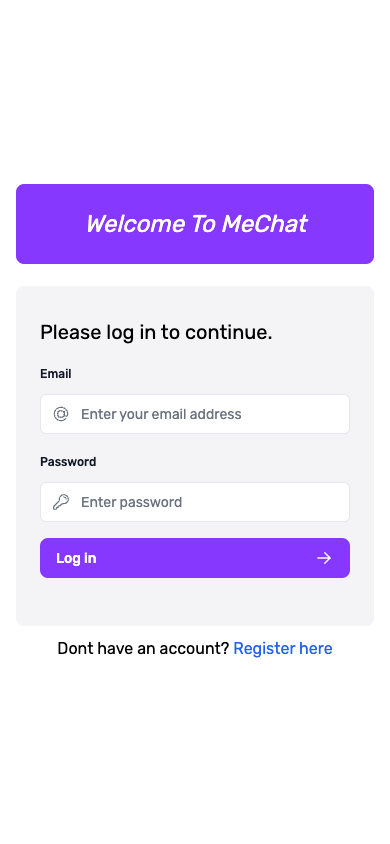 Welcome To MeChat
Please log in to continue.
Email
Enter your email address
Password
Enter password
Log in
Dont have an account? Register here